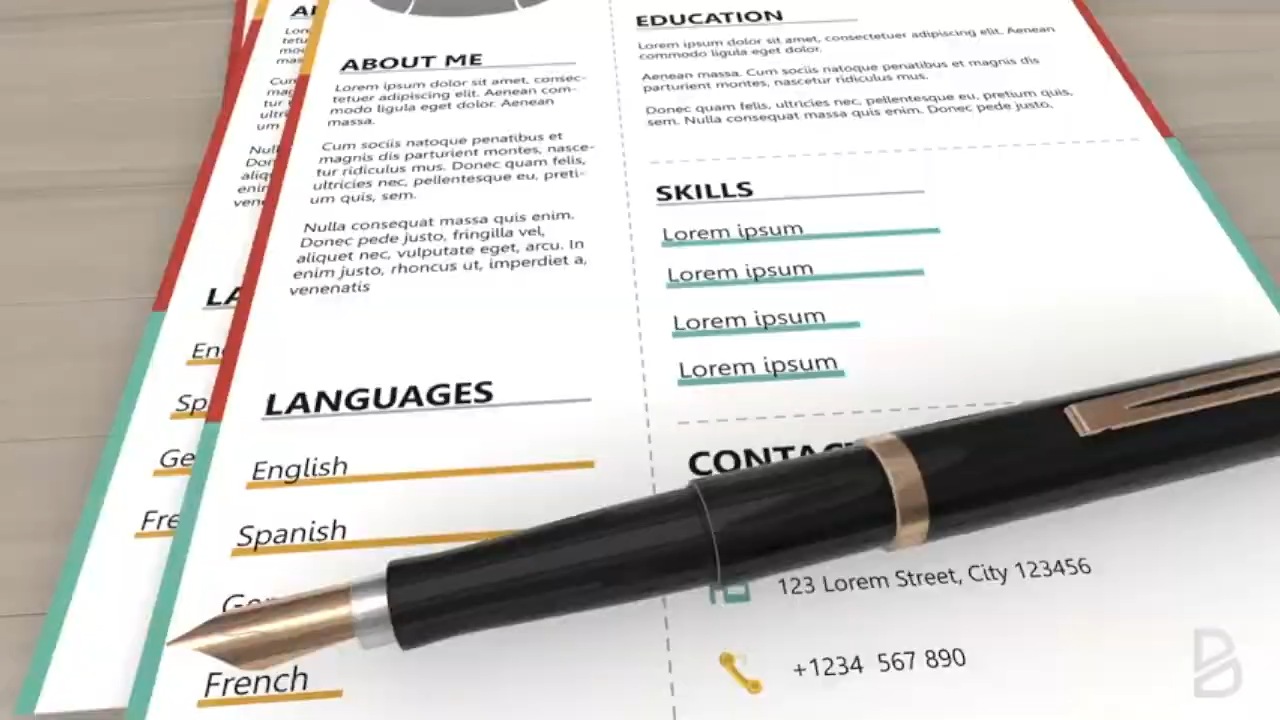 ABOUT ME
Lorem ipsum dolor sit amet, consec-
tetuer adipiscing elit. Aenean com-
modo ligula eget dolor. Aenean
massa.
Cum sociis natoque penatibus et
magnis dis parturient montes, nasce-
tur ridiculus mus. Donec quam felis,
ultricies nec, pellentesque eu, preti-
um quis, sem.
Nulla consequat massa quis enim.
Donec pede justo, fringilla vel,
aliquet nec, vulputate eget, arcu. In
enim justo, rhoncus ut, imperdiet a,
venenatis
LANGUAGES
English
Spanish
French
EDUCATION
Lorem ipsum dolor sit amet, consectetuer adipiscing elit. Aenean
commodo ligula eget dolor.
Aenean massa. Cum sociis natoque penatibus et magnis dis
parturient montes, nascetur ridiculus mus.
Donec quam felis, ultricies nec, pellentesque eu, pretium quis,
sem. Nulla consequat massa quis enim. Donec pede justo,
SKILLS
Lorem ipsum
Lorem ipsum
Lorem ipsum
Lorem ipsum
CONTAC
123 Lorem Street, City 123456
+1234 567 890